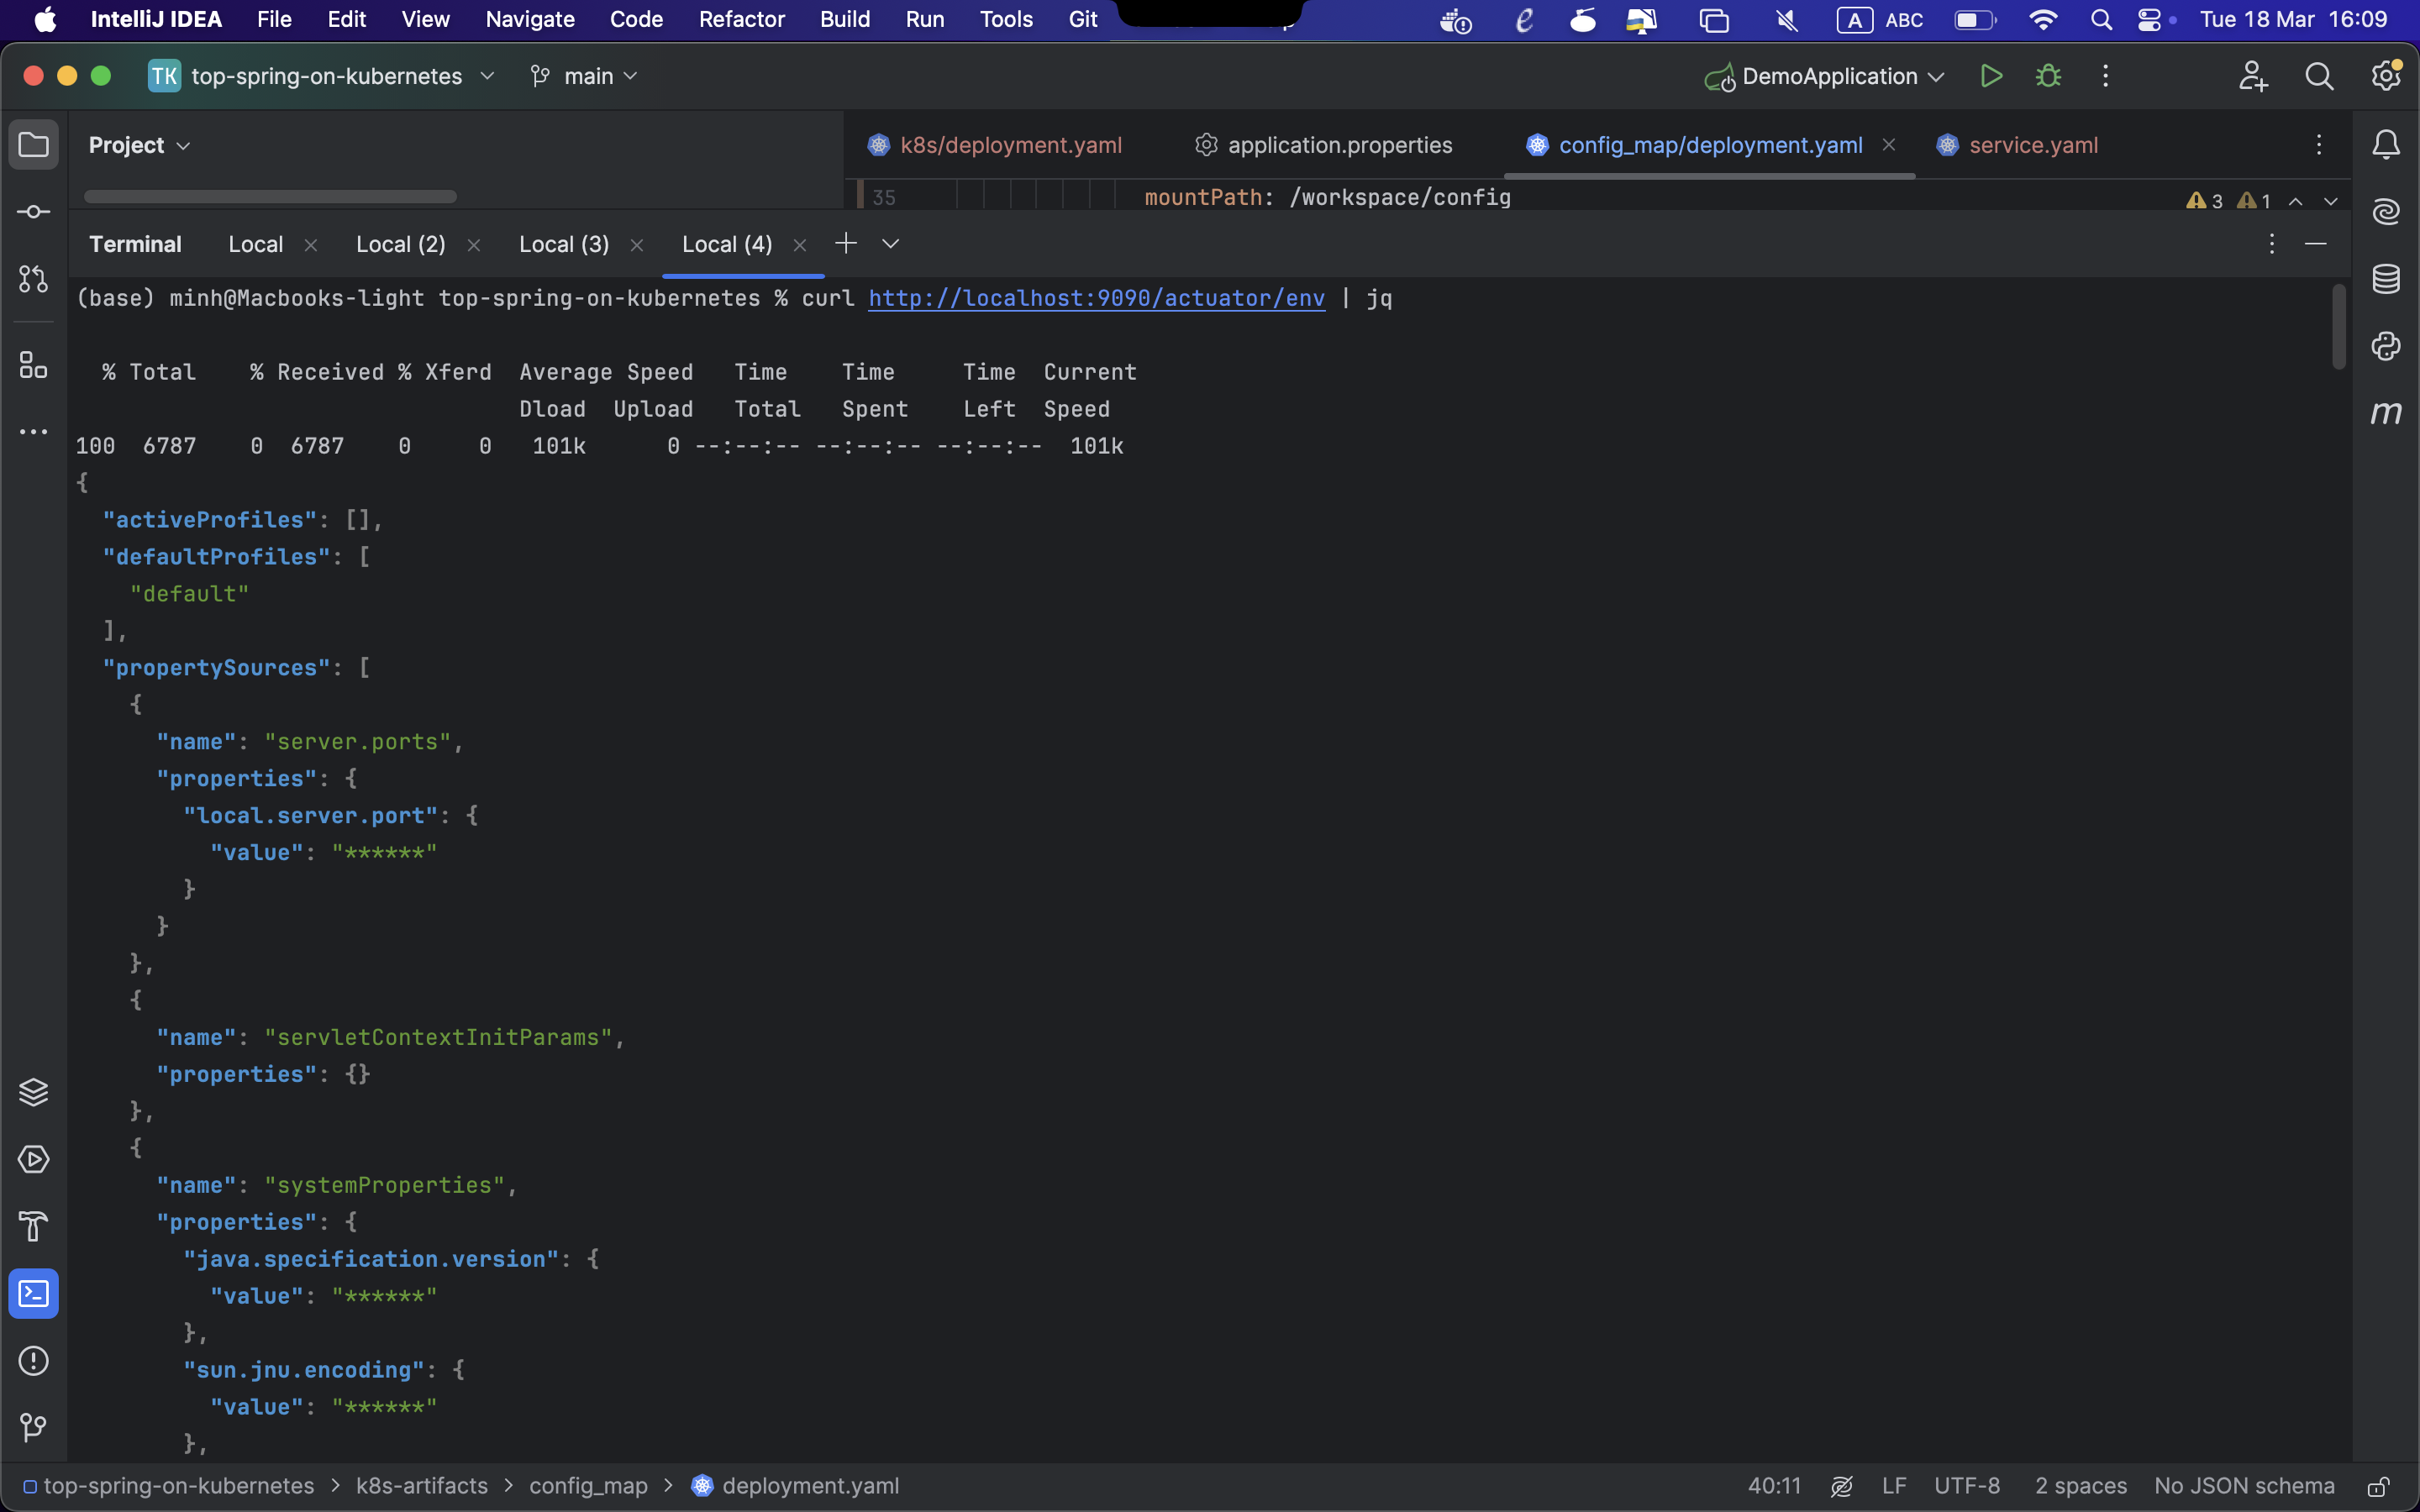 IntelliJ IDEA File Edit View Navigate Code Refactor Build Run Tools Git A ABC Tue 18 Mar 16:09
TK top-spring-on-kubernetes main DemoApplication
Project k8s/deployment.yaml application.properties config_map/deployment.yaml service.yaml
35 mountPath: /workspace/config 3 1
Terminal Local Local (2) Local (3) Local (4)
(base) minh@Macbooks-light top-spring-on-kubernetes % curl http://localhost:9090/actuator/env | jq
% Total % Received % Xferd Average Speed Time Time Time Current
Dload Upload Total Spent Left Speed
100 6787 0 6787 0 0 101k 0 --:--:-- --:--:-- --:--:-- 101k
{
"activeProfiles": [],
"defaultProfiles": [
"default"
],
"propertySources": [
{
"name": "server.ports",
"properties": {
"local.server.port": {
"value": "******"
}
}
},
{
"name": "servletContextInitParams",
"properties": {}
},
{
"name": "systemProperties",
"properties": {
"java.specification.version": {
"value": "******"
},
"sun.jnu.encoding": {
"value": "******"
},
top-spring-on-kubernetes > k8s-artifacts > config_map > deployment.yaml 40:11 LF UTF-8 2 spaces No JSON schema